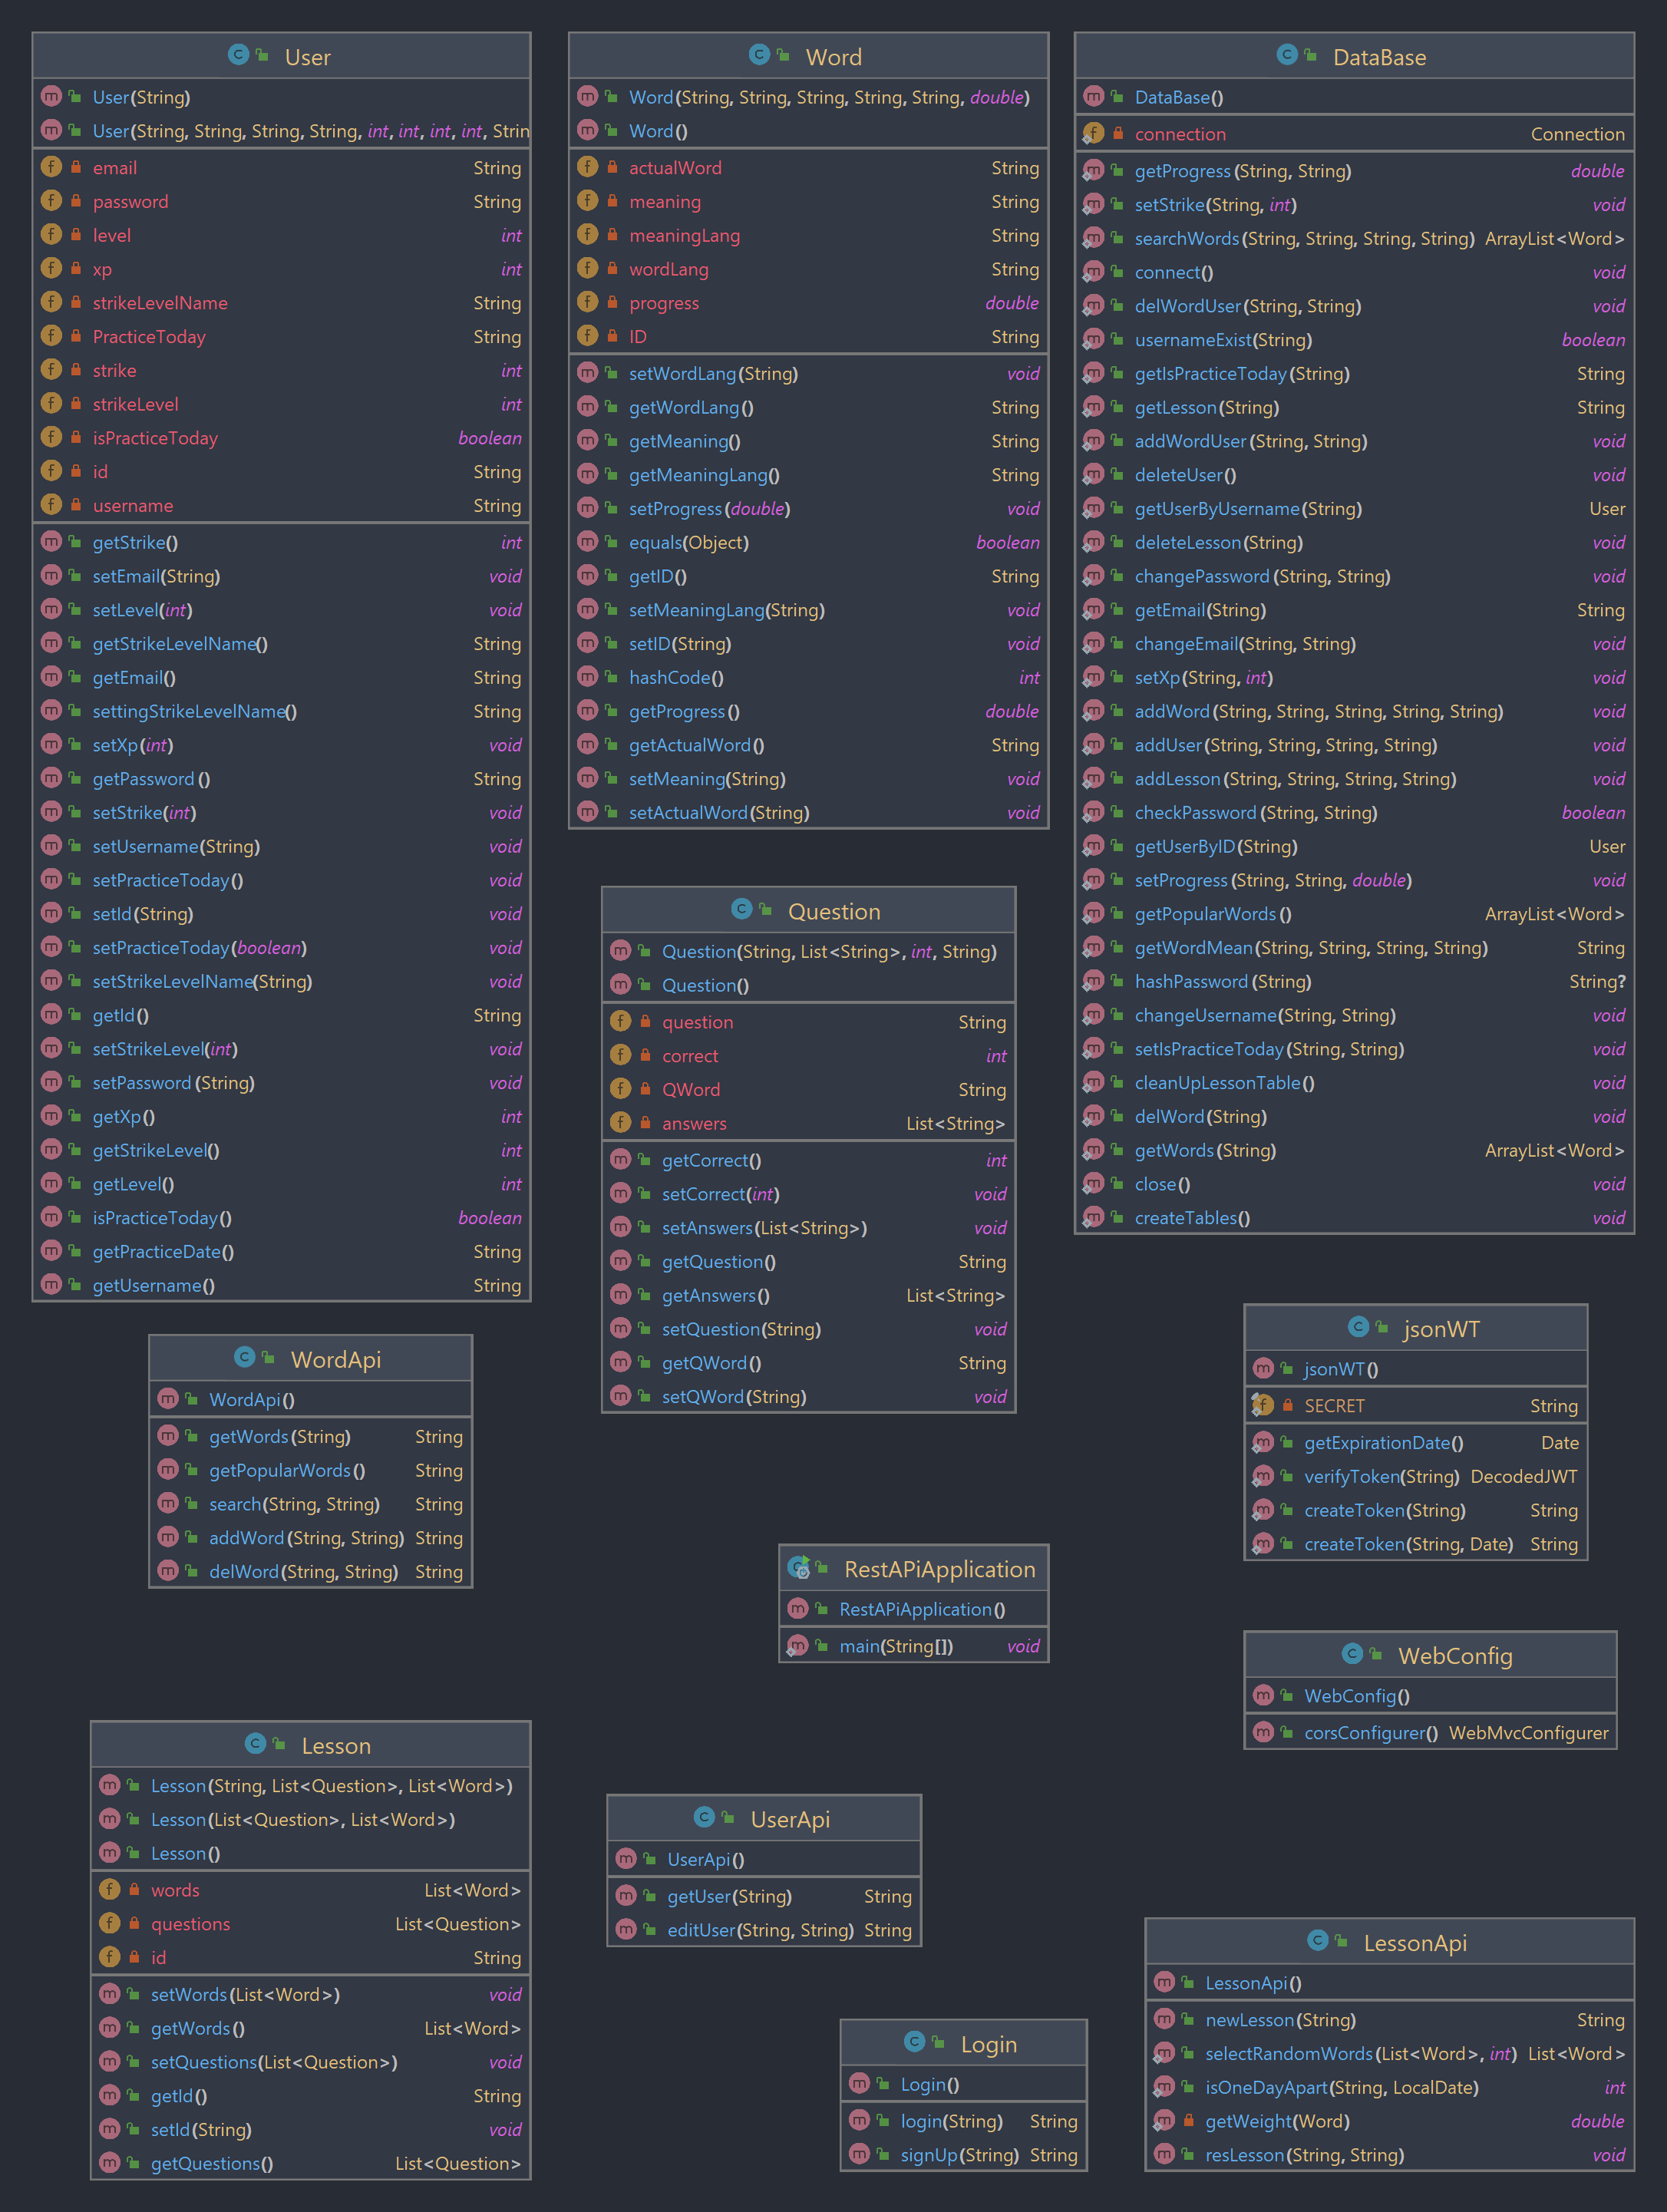 User
User(String)
User(String, String, String, String, int, int, int, int, Strin
email String
password String
level int
xp int
strikeLevelName String
PracticeToday String
strike int
strikeLevel int
isPracticeToday boolean
id String
username String
getStrike() int
setEmail(String) void
setLevel(int) void
getStrikeLevelName() String
getEmail() String
settingStrikeLevelName() String
setXp(int) void
getPassword() String
setStrike(int) void
setUsername(String) void
setPracticeToday() void
setId(String) void
setPracticeToday(boolean) void
setStrikeLevelName(String) void
getId() String
setStrikeLevel(int) void
setPassword(String) void
getXp() int
getStrikeLevel() int
getLevel() int
isPracticeToday() boolean
getPracticeDate() String
getUsername() String
Word
Word(String, String, String, String, String, double)
Word()
actualWord String
meaning String
meaningLang String
wordLang String
progress double
ID String
setWordLang(String) void
getWordLang() String
getMeaning() String
getMeaningLang() String
setProgress(double) void
equals(Object) boolean
getID() String
setMeaningLang(String) void
setID(String) void
hashCode() int
getProgress() double
getActualWord() String
setMeaning(String) void
setActualWord(String) void
DataBase
DataBase()
connection Connection
getProgress(String, String) double
setStrike(String, int) void
searchWords(String, String, String, String) ArrayList<Word>
connect() void
delWordUser(String, String) void
usernameExist(String) boolean
getIsPracticeToday(String) String
getLesson(String) String
addWordUser(String, String) void
deleteUser() void
getUserByUsername(String) User
deleteLesson(String) void
changePassword(String, String) void
getEmail(String) String
changeEmail(String, String) void
setXp(String, int) void
addWord(String, String, String, String, String) void
addUser(String, String, String, String) void
addLesson(String, String, String, String) void
checkPassword(String, String) boolean
getUserByID(String) User
setProgress(String, String, double) void
getPopularWords() ArrayList<Word>
getWordMean(String, String, String, String) String
hashPassword(String) String?
changeUsername(String, String) void
setIsPracticeToday(String, String) void
cleanUpLessonTable() void
delWord(String) void
getWords(String) ArrayList<Word>
close() void
createTables() void
Question
Question(String, List<String>, int, String)
Question()
question String
correct int
QWord String
answers List<String>
getCorrect() int
setCorrect(int) void
setAnswers(List<String>) void
getQuestion() String
getAnswers() List<String>
setQuestion(String) void
getQWord() String
setQWord(String) void
WordApi
WordApi()
getWords(String) String
getPopularWords() String
search(String, String) String
addWord(String, String) String
delWord(String, String) String
jsonWT
jsonWT()
SECRET String
getExpirationDate() Date
verifyToken(String) DecodedJWT
createToken(String) String
createToken(String, Date) String
RestAPiApplication
RestAPiApplication()
main(String[]) void
WebConfig
WebConfig()
corsConfigurer() WebMvcConfigurer
Lesson
Lesson(String, List<Question>, List<Word>)
Lesson(List<Question>, List<Word>)
Lesson()
words List<Word>
questions List<Question>
id String
setWords(List<Word>) void
getWords() List<Word>
setQuestions(List<Question>) void
getId() String
setId(String) void
getQuestions() List<Question>
UserApi
UserApi()
getUser(String) String
editUser(String, String) String
Login
Login()
login(String) String
signUp(String) String
LessonApi
LessonApi()
newLesson(String) String
selectRandomWords(List<Word>, int) List<Word>
isOneDayApart(String, LocalDate) int
getWeight(Word) double
resLesson(String, String) void